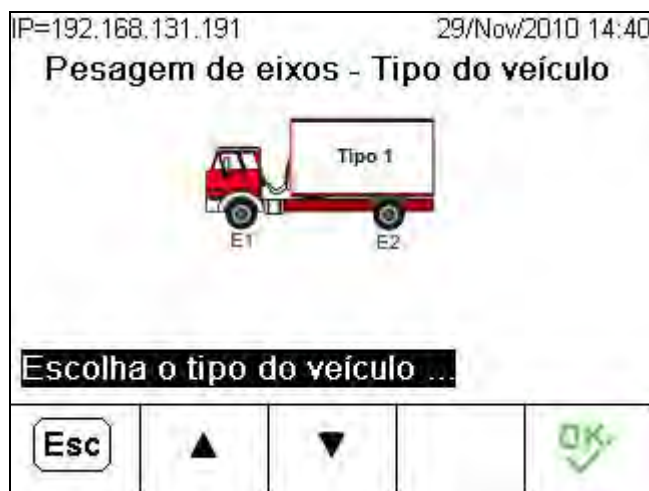 IP=192.168.131.191 29/Nov/2010 14:40
Pesagem de eixos - Tipo do veículo
Tipo 1
E1 E2
Escolha o tipo do veículo ...
Esc ▲ ▼ OK.